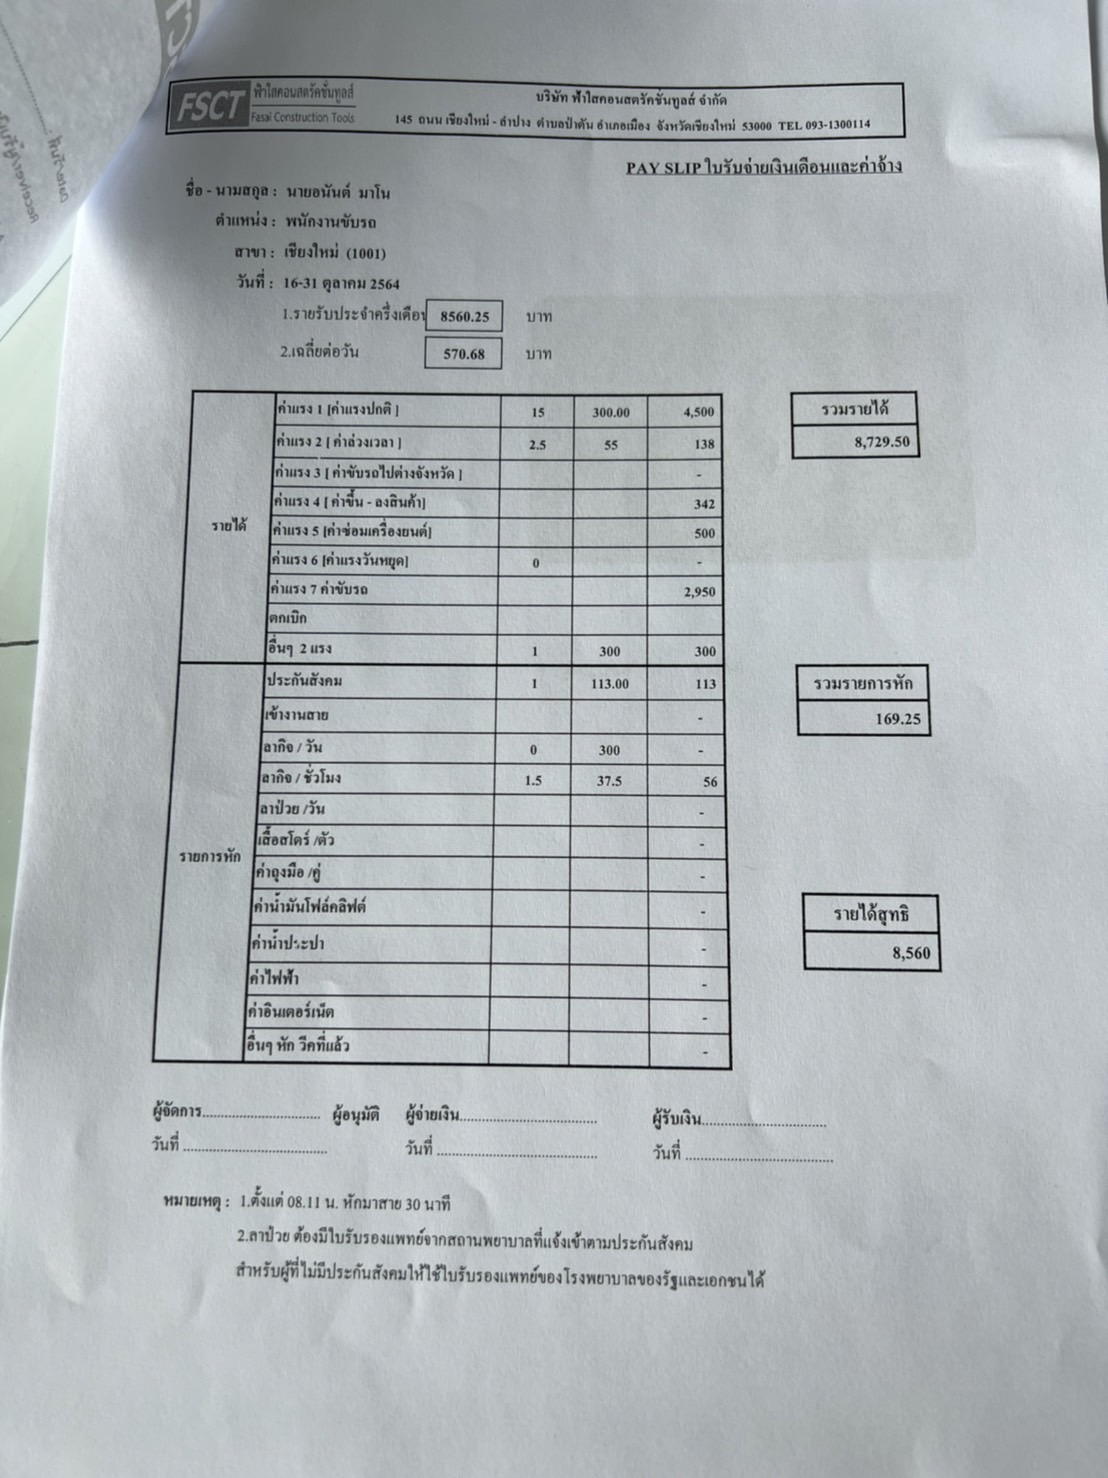 FSCT ฟ้าใสคอนสตรัคชั่นทูลส์
Fasai Construction Tools
บริษัท ฟ้าใสคอนสตรัคชั่นทูลส์ จำกัด
145 ถนน เชียงใหม่ - ลำปาง ตำบลป่าตัน อำเภอเมือง จังหวัดเชียงใหม่ 53000 TEL 093-1300114
PAY SLIP ใบรับจ่ายเงินเดือนและค่าจ้าง
ชื่อ - นามสกุล : นายอนันต์ มาโน
ตำแหน่ง : พนักงานขับรถ
สาขา : เชียงใหม่ (1001)
วันที่ : 16-31 ตุลาคม 2564
1.รายรับประจำครึ่งเดือน 8560.25 บาท
2.เฉลี่ยต่อวัน 570.68 บาท
รายได้
ค่าแรง 1 [ค่าแรงปกติ ] 15 300.00 4,500
ค่าแรง 2 [ ค่าล่วงเวลา ] 2.5 55 138
ค่าแรง 3 [ ค่าขับรถไปต่างจังหวัด ] -
ค่าแรง 4 [ ค่าขึ้น - ลงสินค้า] 342
ค่าแรง 5 [ค่าซ่อมเครื่องยนต์] 500
ค่าแรง 6 [ค่าแรงวันหยุด] 0 -
ค่าแรง 7 ค่าขับรถ 2,950
ตกเบิก
อื่นๆ 2 แรง 1 300 300
รวมรายได้
8,729.50
รายการหัก
ประกันสังคม 1 113.00 113
เข้างานสาย -
ลากิจ / วัน 0 300 -
ลากิจ / ชั่วโมง 1.5 37.5 56
ลาป่วย /วัน -
เสื้อสโตร์ /ตัว -
ค่าถุงมือ /คู่ -
ค่าน้ำมันโฟล์คลิฟต์ -
ค่าน้ำประปา -
ค่าไฟฟ้า -
ค่าอินเตอร์เน็ต -
อื่นๆ หัก วีคที่แล้ว -
รวมรายการหัก
169.25
รายได้สุทธิ
8,560
ผู้จัดการ.............................. ผู้อนุมัติ ผู้จ่ายเงิน................................... ผู้รับเงิน................................
วันที่ ..................................... วันที่ ......................................... วันที่ ......................................
หมายเหตุ : 1.ตั้งแต่ 08.11 น. หักมาสาย 30 นาที
2.ลาป่วย ต้องมีใบรับรองแพทย์จากสถานพยาบาลที่แจ้งเข้าตามประกันสังคม
สำหรับผู้ที่ไม่มีประกันสังคมให้ใช้ใบรับรองแพทย์ของโรงพยาบาลของรัฐและเอกชนได้